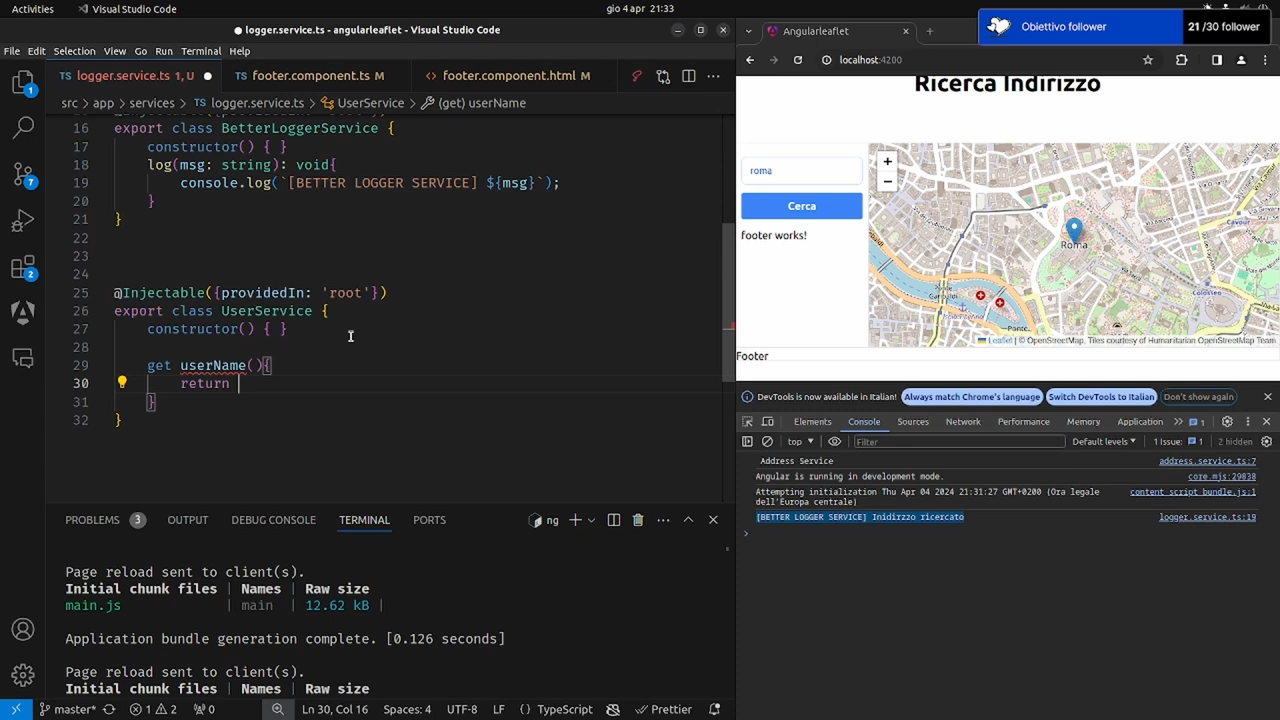 Activities
Visual Studio Code
gio 4 apr 21:33
Obiettivo follower
21 /30 follower
● logger.service.ts - angularleaflet - Visual Studio Code
File Edit Selection View Go Run Terminal Help
TS logger.service.ts 1, U ●
TS footer.component.ts M
<> footer.component.html M
src > app > services > TS logger.service.ts > UserService > (get) userName
16 export class BetterLoggerService {
17 constructor() { }
18 log(msg: string): void{
19 console.log(`[BETTER LOGGER SERVICE] ${msg}`);
20 }
21 }
22
23
24
25 @Injectable({providedIn: 'root'})
26 export class UserService {
27 constructor() { }
28
29 get userName(){
30 return
31 }
32 }
1
7
2
PROBLEMS 3 OUTPUT DEBUG CONSOLE TERMINAL PORTS
ng
Page reload sent to client(s).
Initial chunk files | Names | Raw size
main.js | main | 12.62 kB |
Application bundle generation complete. [0.126 seconds]
Page reload sent to client(s).
Initial chunk files | Names | Raw size
master* 1 2 0
Ln 30, Col 16 Spaces: 4 UTF-8 LF {} TypeScript Prettier
Angularleaflet
localhost:4200
Ricerca Indirizzo
roma
Cerca
footer works!
+
−
Roma
Cavour
Colosseo
Ponte
Leaflet | © OpenStreetMap, Tiles courtesy of Humanitarian OpenStreetMap Team
Footer
DevTools is now available in Italian! Always match Chrome's language Switch DevTools to Italian Don't show again
Elements Console Sources Network Performance Memory Application 1
top Filter Default levels 1 Issue: 1 2 hidden
Address Service address.service.ts:7
Angular is running in development mode. core.mjs:29838
Attempting initialization Thu Apr 04 2024 21:31:27 GMT+0200 (Ora legale content_script_bundle.js:1
dell'Europa centrale)
[BETTER LOGGER SERVICE] Inidirzzo ricercato logger.service.ts:19